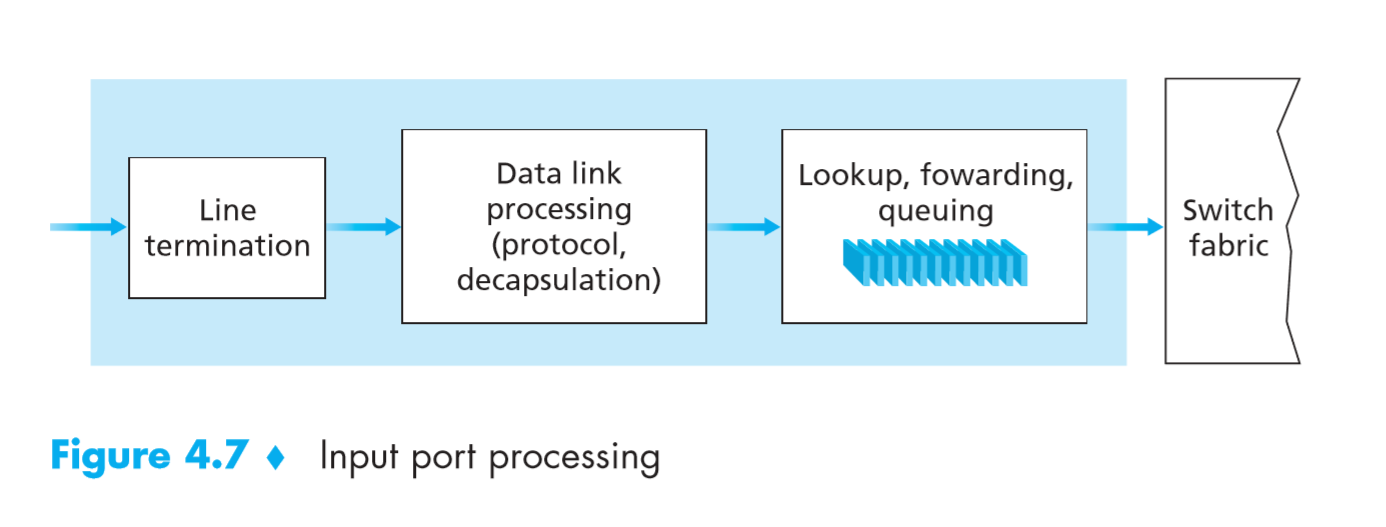 Line
termination
Data link
processing
(protocol,
decapsulation)
Lookup, fowarding,
queuing
Switch
fabric
Figure 4.7 ♦ Input port processing